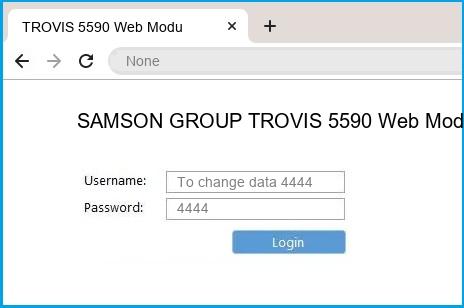 TROVIS 5590 Web Modu
None
SAMSON GROUP TROVIS 5590 Web Mod
Username: To change data 4444
Password: 4444
Login